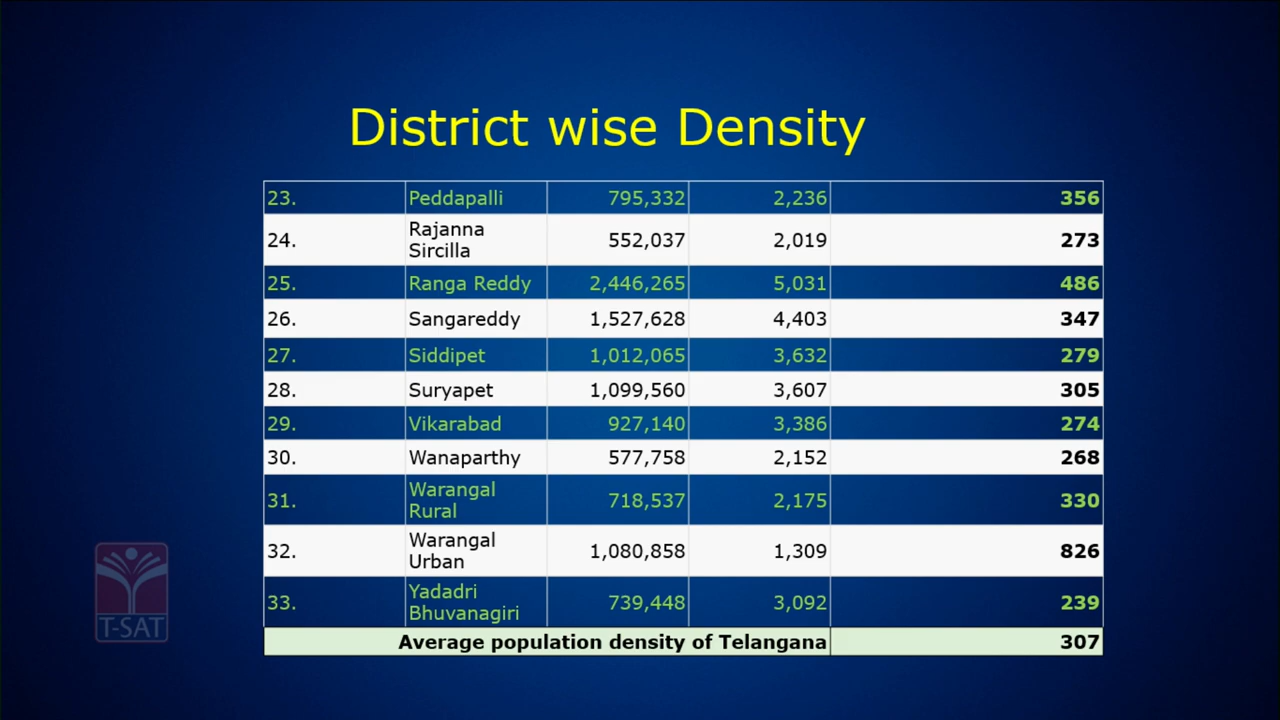 District wise Density
23. Peddapalli 795,332 2,236 356
24. Rajanna Sircilla 552,037 2,019 273
25. Ranga Reddy 2,446,265 5,031 486
26. Sangareddy 1,527,628 4,403 347
27. Siddipet 1,012,065 3,632 279
28. Suryapet 1,099,560 3,607 305
29. Vikarabad 927,140 3,386 274
30. Wanaparthy 577,758 2,152 268
31. Warangal Rural 718,537 2,175 330
32. Warangal Urban 1,080,858 1,309 826
33. Yadadri Bhuvanagiri 739,448 3,092 239
Average population density of Telangana 307
T-SAT